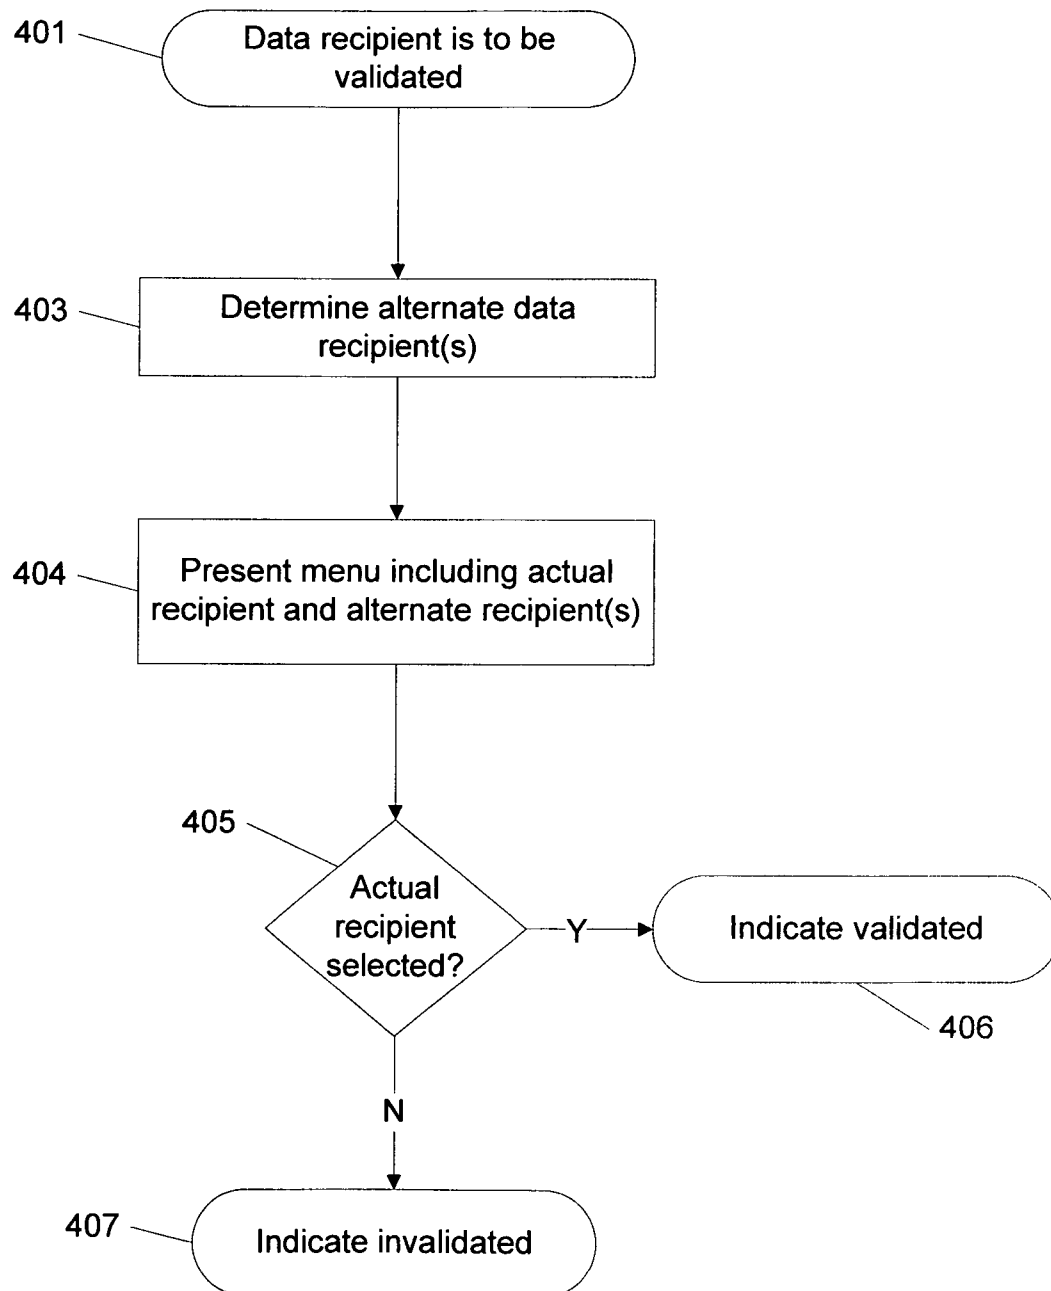 401
Data recipient is to be
validated
403
Determine alternate data
recipient(s)
404
Present menu including actual
recipient and alternate recipient(s)
405
Actual
recipient
selected?
Y
Indicate validated
406
N
407
Indicate invalidated